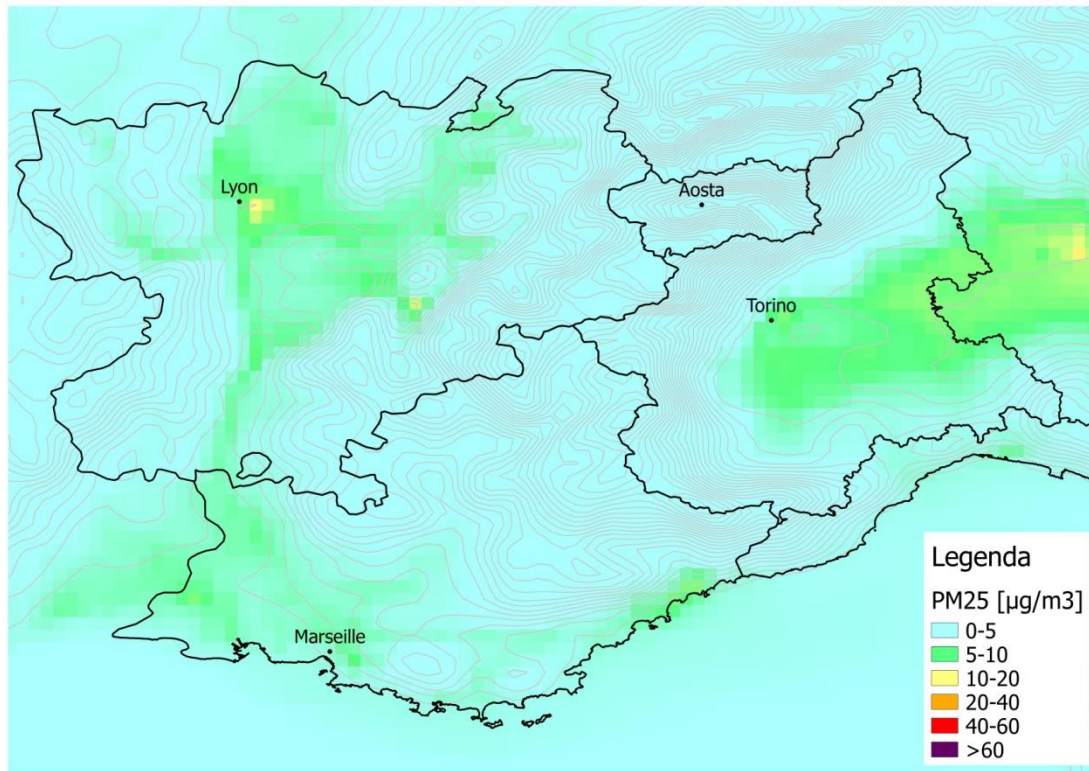 Lyon
Aosta
Torino
Marseille
Legenda
PM25 [µg/m3]
0-5
5-10
10-20
20-40
40-60
>60